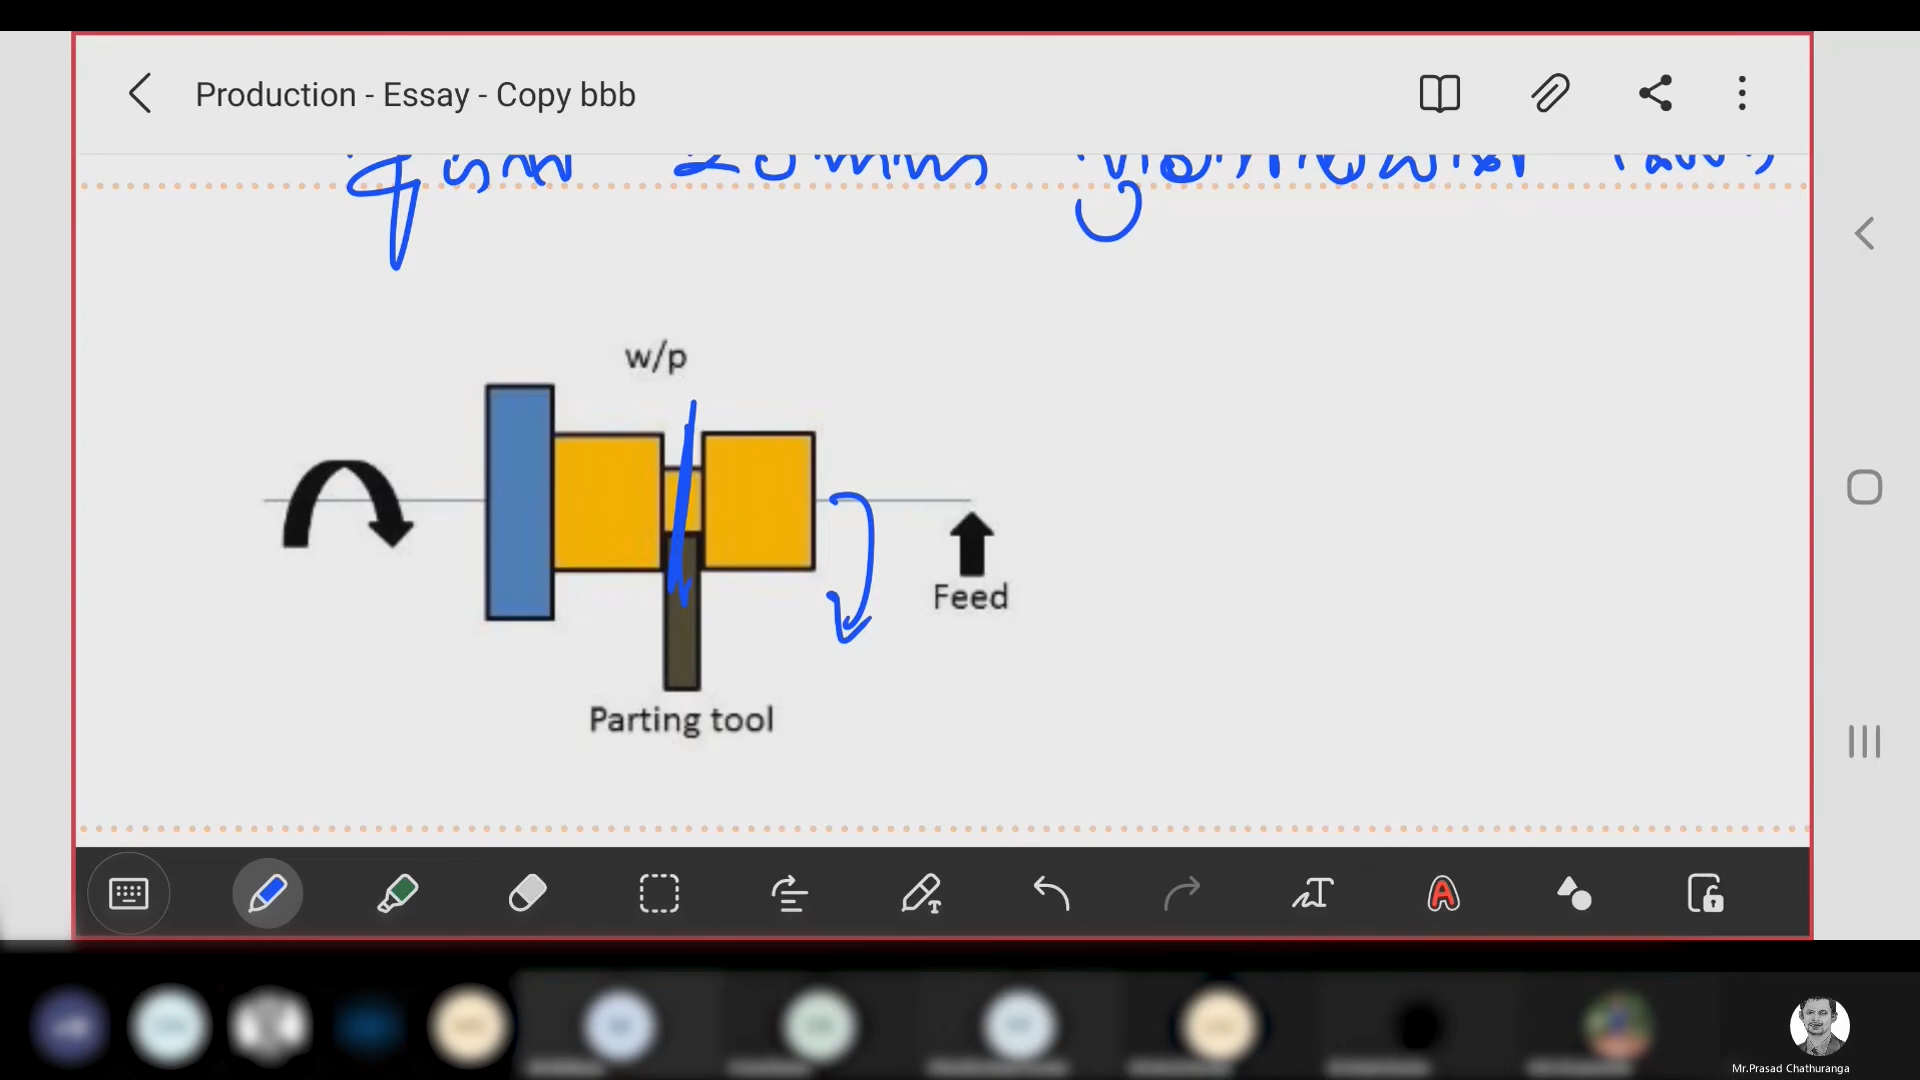 Production - Essay - Copy bbb
w/p
Feed
Parting tool
Mr.Prasad Chathuranga